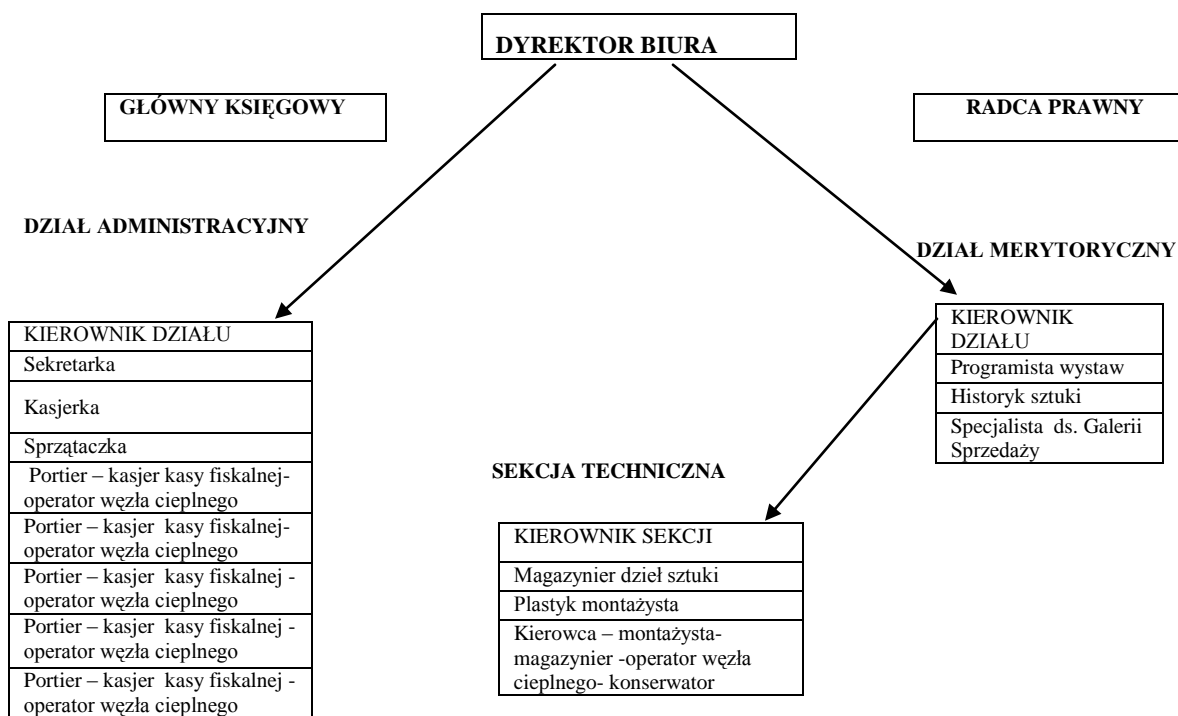 DYREKTOR BIURA
GŁÓWNY KSIĘGOWY
RADCA PRAWNY
DZIAŁ ADMINISTRACYJNY
DZIAŁ MERYTORYCZNY
KIEROWNIK DZIAŁU
Sekretarka
Kasjerka
Sprzątaczka
Portier – kasjer kasy fiskalnej-
operator węzła cieplnego
Portier – kasjer kasy fiskalnej-
operator węzła cieplnego
Portier – kasjer kasy fiskalnej -
operator węzła cieplnego
Portier – kasjer kasy fiskalnej -
operator węzła cieplnego
Portier – kasjer kasy fiskalnej -
operator węzła cieplnego
KIEROWNIK
DZIAŁU
Programista wystaw
Historyk sztuki
Specjalista ds. Galerii
Sprzedaży
SEKCJA TECHNICZNA
KIEROWNIK SEKCJI
Magazynier dzieł sztuki
Plastyk montażysta
Kierowca – montażysta-
magazynier -operator węzła
cieplnego- konserwator